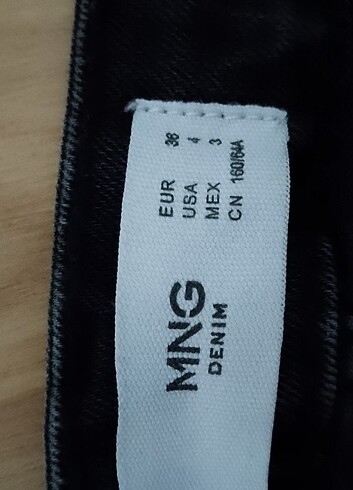 MNG
DENIM
EUR 36
USA 4
MEX 3
CN 160/64A